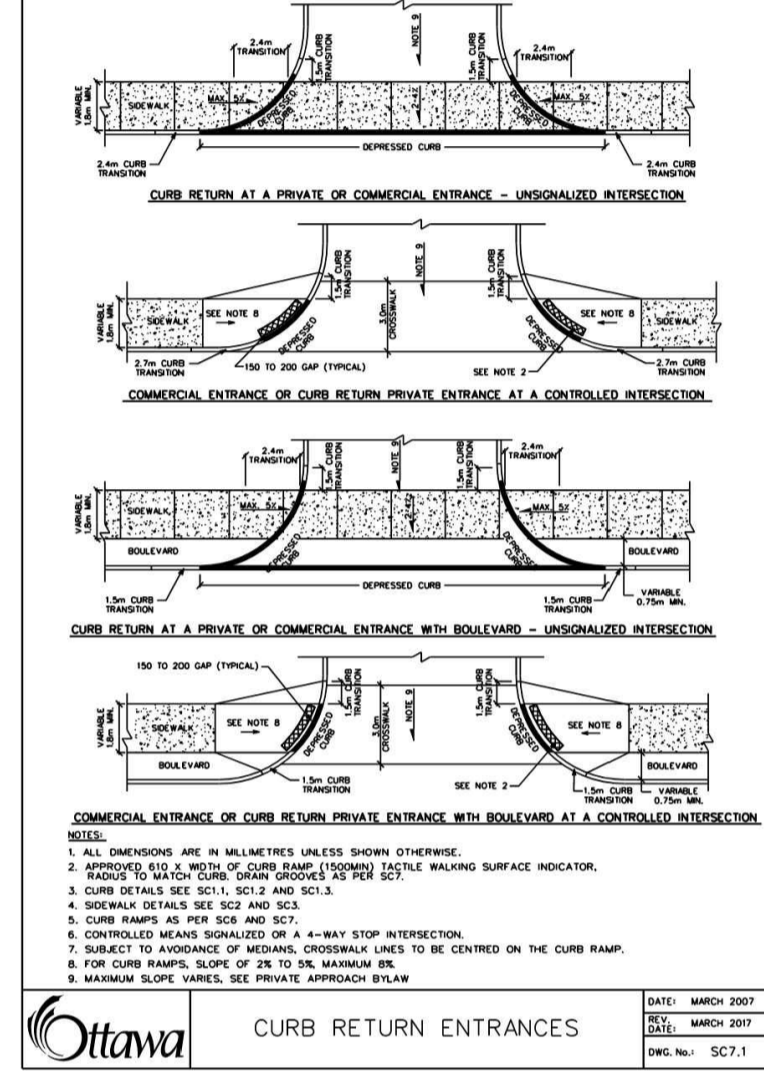 2.4m
TRANSITION
1.5m CURB
TRANSITION
NOTE 9
1.5m CURB
TRANSITION
2.4m
TRANSITION
VARIABLE
1.8m MIN.
SIDEWALK
MAX. 5%
DEPRESSED
CURB
2-4%
DEPRESSED
CURB
MAX. 5%
DEPRESSED CURB
2.4m CURB
TRANSITION
2.4m CURB
TRANSITION
CURB RETURN AT A PRIVATE OR COMMERCIAL ENTRANCE - UNSIGNALIZED INTERSECTION
1.5m CURB
TRANSITION
NOTE 9
1.5m CURB
TRANSITION
VARIABLE
1.8m MIN.
SIDEWALK
SEE NOTE 8
DEPRESSED
CURB
3.0m
CROSSWALK
DEPRESSED
CURB
SEE NOTE 8
SIDEWALK
2.7m CURB
TRANSITION
150 TO 200 GAP (TYPICAL)
SEE NOTE 2
2.7m CURB
TRANSITION
COMMERCIAL ENTRANCE OR CURB RETURN PRIVATE ENTRANCE AT A CONTROLLED INTERSECTION
2.4m
TRANSITION
1.5m CURB
TRANSITION
NOTE 9
1.5m CURB
TRANSITION
2.4m
TRANSITION
VARIABLE
1.8m MIN.
SIDEWALK
MAX. 5%
2-4%
MAX. 5%
BOULEVARD
DEPRESSED
CURB
DEPRESSED
CURB
BOULEVARD
DEPRESSED CURB
1.5m CURB
TRANSITION
1.5m CURB
TRANSITION
VARIABLE
0.75m MIN.
CURB RETURN AT A PRIVATE OR COMMERCIAL ENTRANCE WITH BOULEVARD - UNSIGNALIZED INTERSECTION
150 TO 200 GAP (TYPICAL)
1.5m CURB
TRANSITION
NOTE 9
1.5m CURB
TRANSITION
VARIABLE
1.8m MIN.
SIDEWALK
SEE NOTE 8
DEPRESSED
CURB
3.0m
CROSSWALK
DEPRESSED
CURB
SEE NOTE 8
BOULEVARD
BOULEVARD
1.5m CURB
TRANSITION
SEE NOTE 2
1.5m CURB
TRANSITION
VARIABLE
0.75m MIN.
COMMERCIAL ENTRANCE OR CURB RETURN PRIVATE ENTRANCE WITH BOULEVARD AT A CONTROLLED INTERSECTION
NOTES:
1. ALL DIMENSIONS ARE IN MILLIMETRES UNLESS SHOWN OTHERWISE.
2. APPROVED 610 X WIDTH OF CURB RAMP (1500MIN) TACTILE WALKING SURFACE INDICATOR,
RADIUS TO MATCH CURB. DRAIN GROOVES AS PER SC7.
3. CURB DETAILS SEE SC1.1, SC1.2 AND SC1.3.
4. SIDEWALK DETAILS SEE SC2 AND SC3.
5. CURB RAMPS AS PER SC6 AND SC7.
6. CONTROLLED MEANS SIGNALIZED OR A 4-WAY STOP INTERSECTION.
7. SUBJECT TO AVOIDANCE OF MEDIANS, CROSSWALK LINES TO BE CENTRED ON THE CURB RAMP.
8. FOR CURB RAMPS, SLOPE OF 2% TO 5%, MAXIMUM 8%.
9. MAXIMUM SLOPE VARIES, SEE PRIVATE APPROACH BYLAW
Ottawa
CURB RETURN ENTRANCES
DATE: MARCH 2007
REV.
DATE: MARCH 2017
DWG. No.: SC7.1